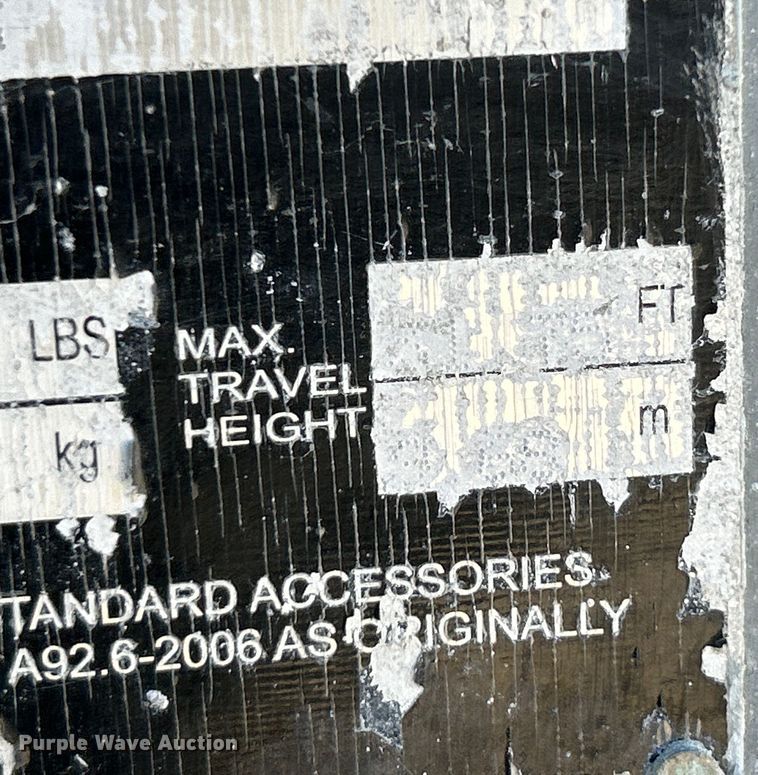 LBS
kg
MAX.
TRAVEL
HEIGHT
FT
m
TANDARD ACCESSORIES
A92.6-2006 AS ORIGINALLY
Purple Wave Auction